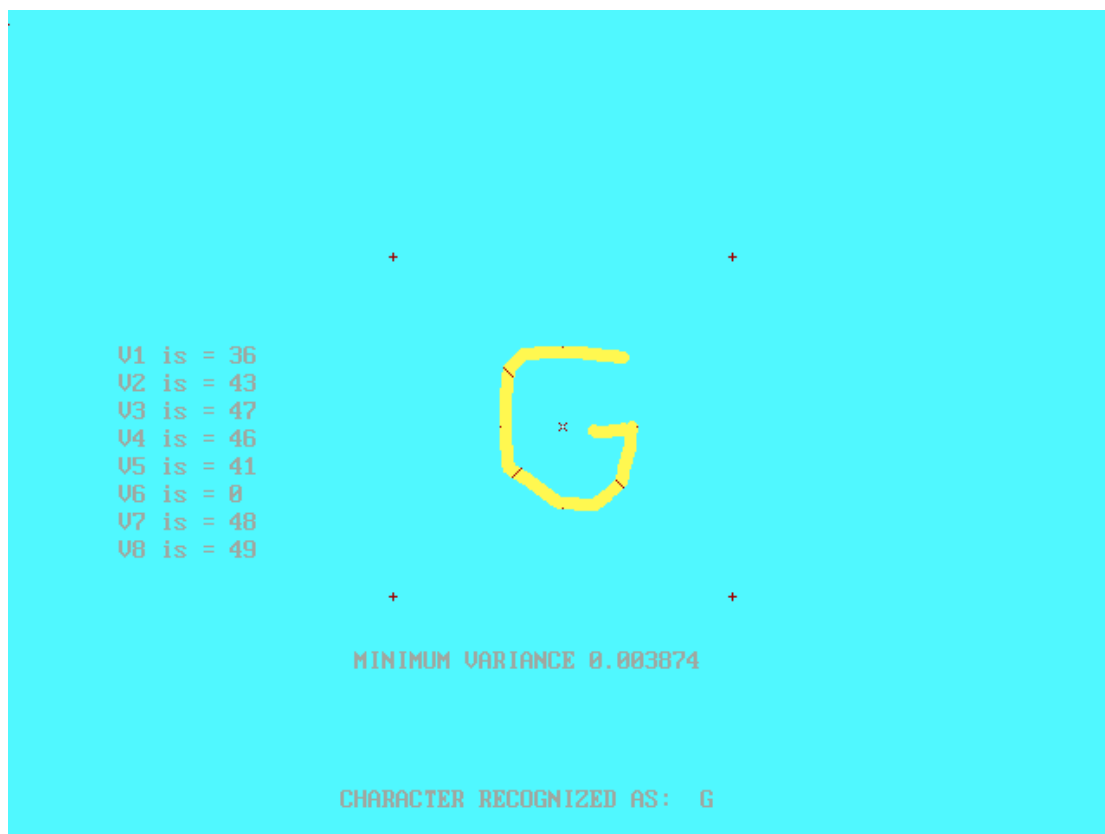 V1 is = 36
V2 is = 43
V3 is = 47
V4 is = 46
V5 is = 41
V6 is = 0
V7 is = 48
V8 is = 49
G
MINIMUM VARIANCE 0.003874
CHARACTER RECOGNIZED AS: G